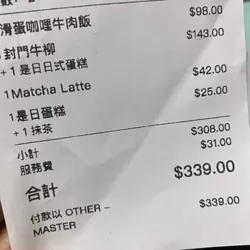 滑蛋咖哩牛肉飯 $98.00
封門牛柳 $143.00
+ 1 是日日式蛋糕
1 Matcha Latte $42.00
1 是日蛋糕 $25.00
+ 1 抹茶
小計 $308.00
服務費 $31.00
合計 $339.00
付款以 OTHER – $339.00
MASTER